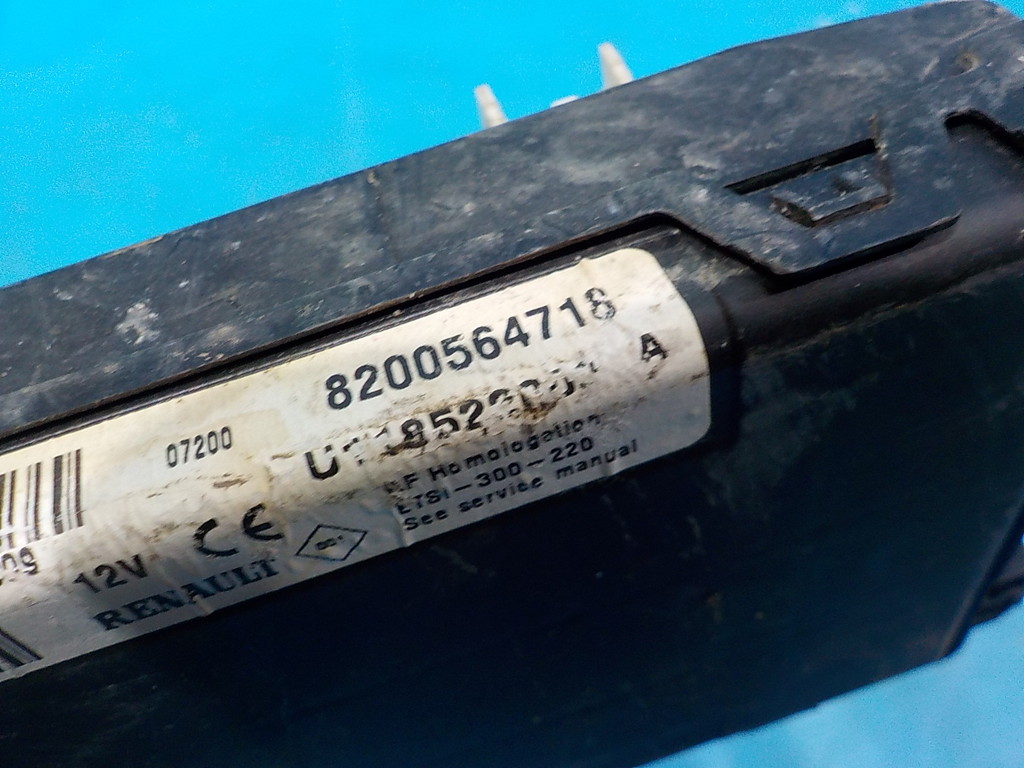 8200564718
07200 A
Homologation
ETSI-300-220
12V CE See service manual
RENAULT